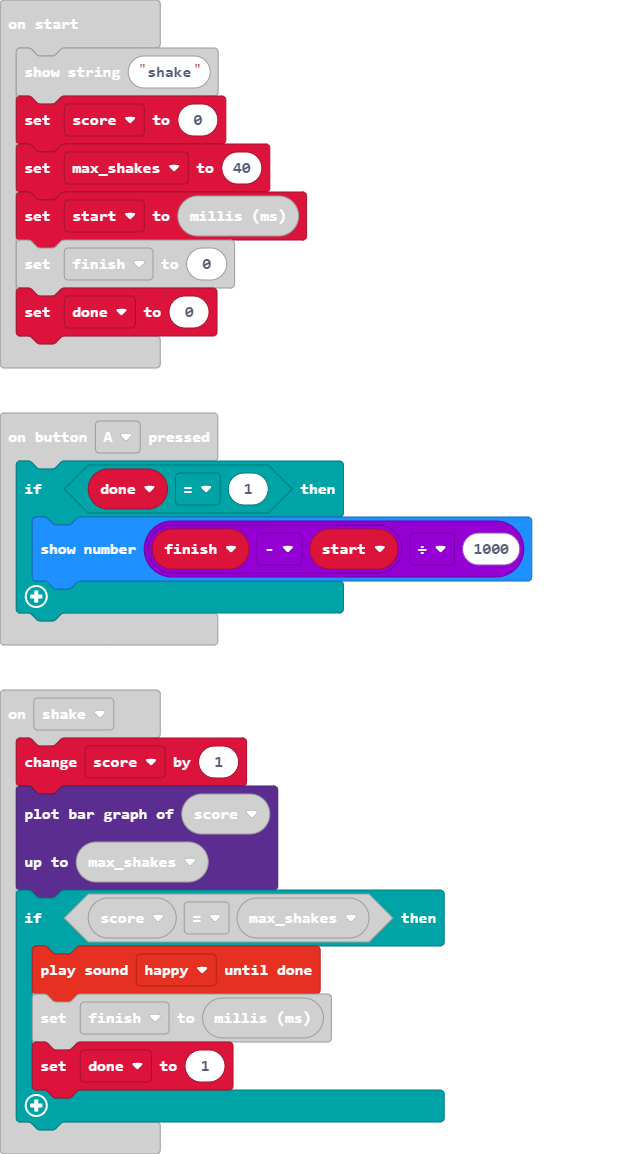 on start
show string "shake"
set score to 0
set max_shakes to 40
set start to millis (ms)
set finish to 0
set done to 0
on button A pressed
if done = 1 then
show number finish - start ÷ 1000
on shake
change score by 1
plot bar graph of score
up to max_shakes
if score = max_shakes then
play sound happy until done
set finish to millis (ms)
set done to 1